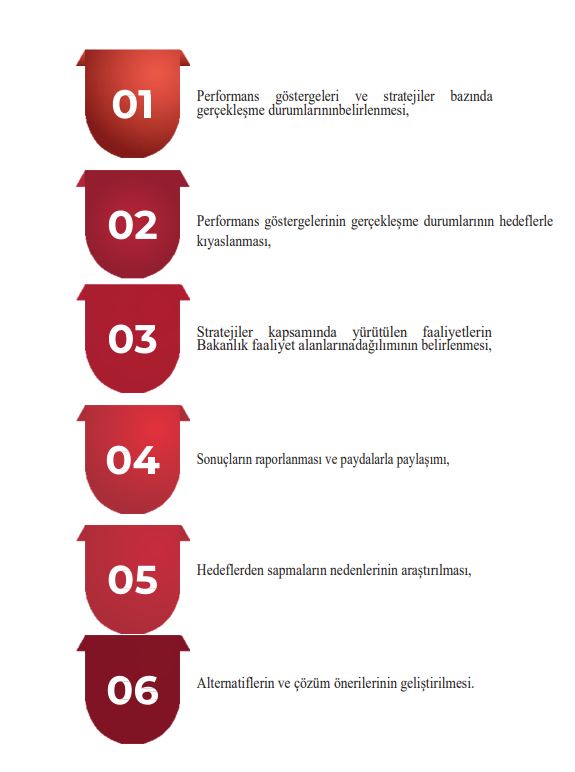 01
Performans göstergeleri ve stratejiler bazında
gerçekleşme durumlarınınbelirlenmesi,
02
Performans göstergelerinin gerçekleşme durumlarının hedeflerle
kıyaslanması,
03
Stratejiler kapsamında yürütülen faaliyetlerin
Bakanlık faaliyet alanlarınadağılımının belirlenmesi,
04
Sonuçların raporlanması ve paydalarla paylaşımı,
05
Hedeflerden sapmaların nedenlerinin araştırılması,
06
Alternatiflerin ve çözüm önerilerinin geliştirilmesi.